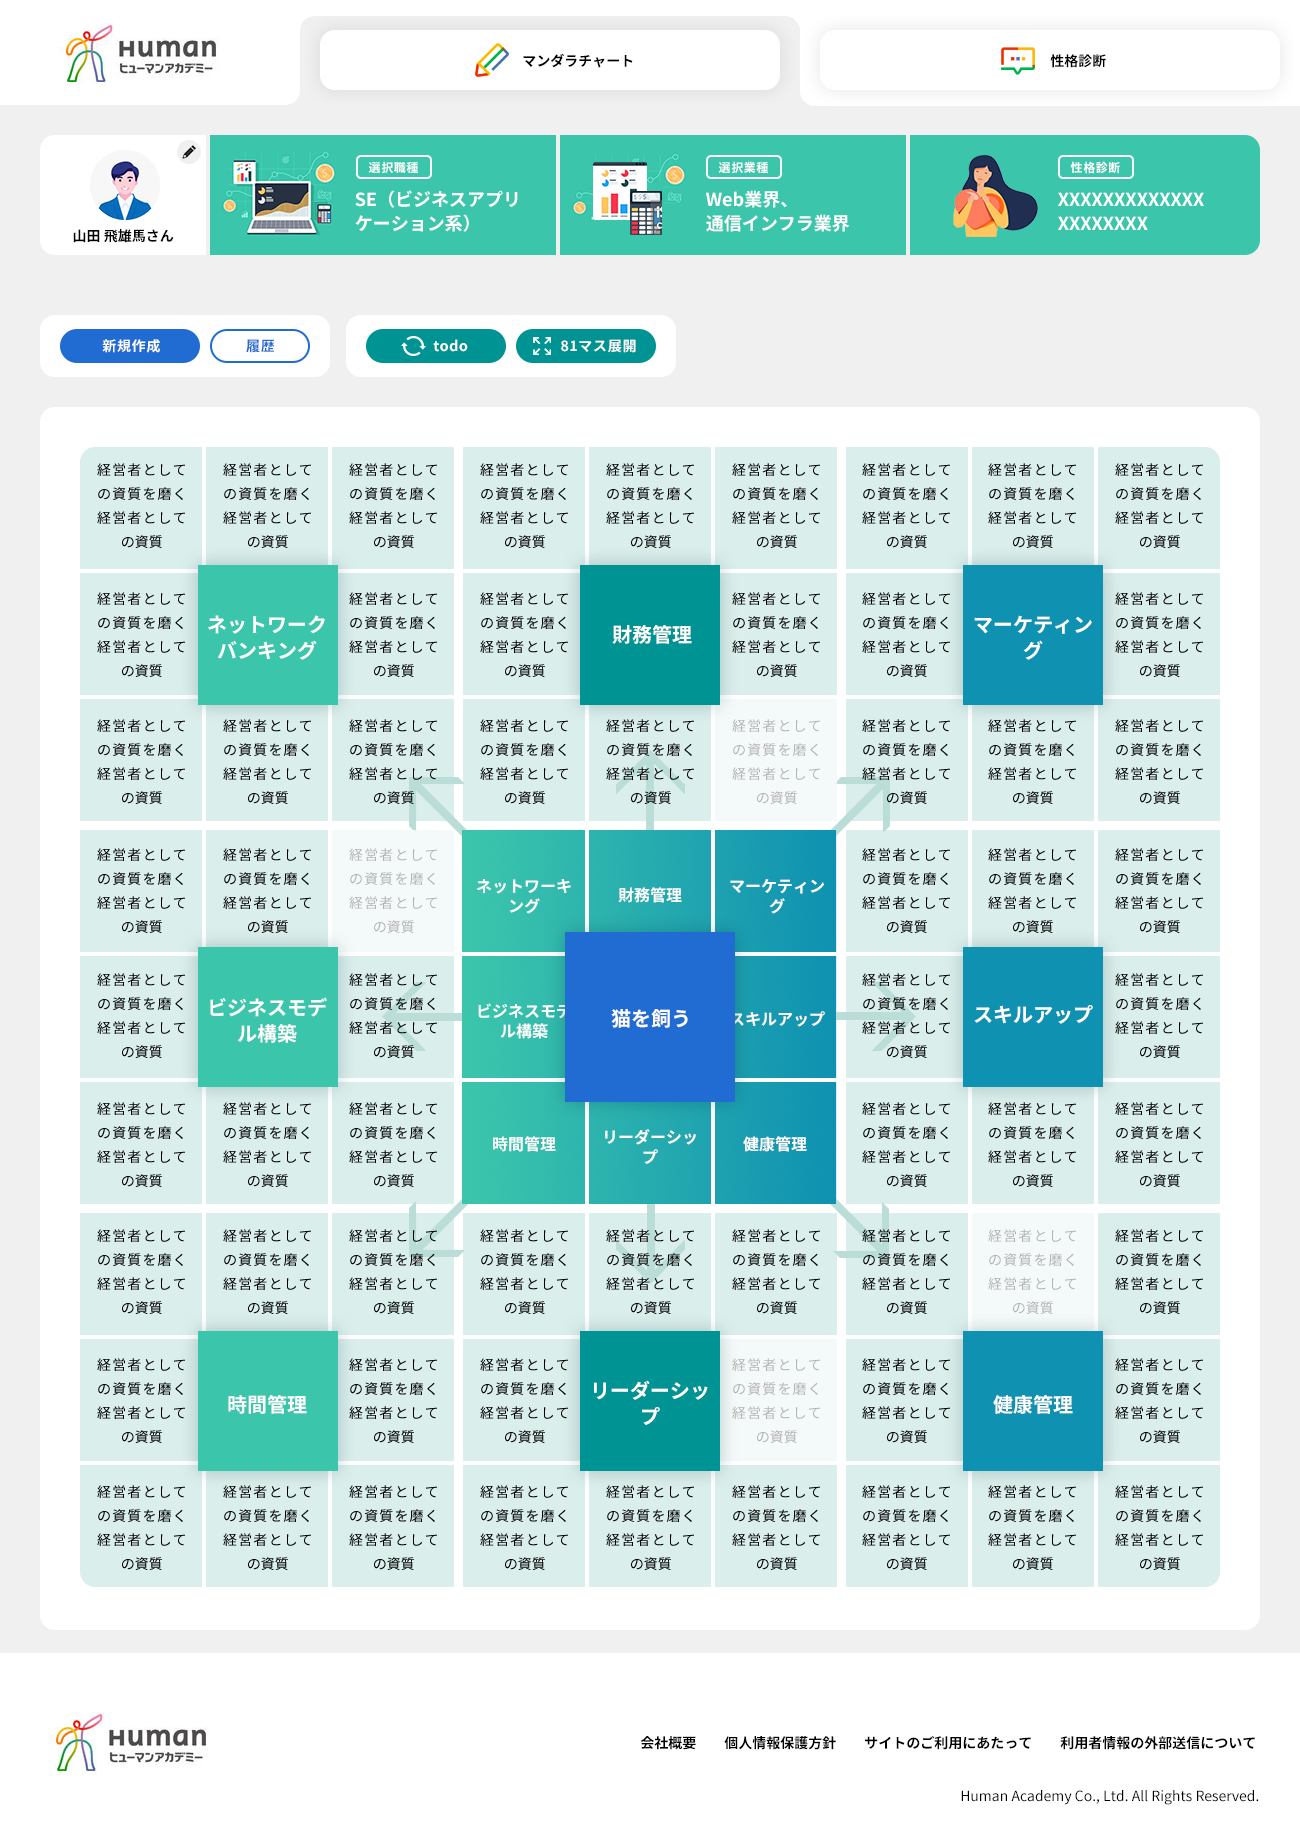 Human
ヒューマンアカデミー
マンダラチャート
性格診断
山田 飛雄馬さん
選択職種
SE（ビジネスアプリ
ケーション系）
選択業種
Web業界、
通信インフラ業界
性格診断
XXXXXXXXXXXXX
XXXXXXXX
新規作成 履歴 todo 81マス展開
経営者として 経営者として 経営者として 経営者として 経営者として 経営者として 経営者として 経営者として 経営者として
の資質を磨く の資質を磨く の資質を磨く の資質を磨く の資質を磨く の資質を磨く の資質を磨く の資質を磨く の資質を磨く
経営者として 経営者として 経営者として 経営者として 経営者として 経営者として 経営者として 経営者として 経営者として
の資質 の資質 の資質 の資質 の資質 の資質 の資質 の資質 の資質
経営者として 経営者として 経営者として 経営者として 経営者として 経営者として
の資質を磨く ネットワーク の資質を磨く の資質を磨く 財務管理 の資質を磨く の資質を磨く マーケティン の資質を磨く
経営者として バンキング 経営者として 経営者として 経営者として 経営者として グ 経営者として
の資質 の資質 の資質 の資質 の資質 の資質
経営者として 経営者として 経営者として 経営者として 経営者として 経営者として 経営者として 経営者として 経営者として
の資質を磨く の資質を磨く の資質を磨く の資質を磨く の資質を磨く の資質を磨く の資質を磨く の資質を磨く の資質を磨く
経営者として 経営者として 経営者として 経営者として 経営者として 経営者として 経営者として 経営者として 経営者として
の資質 の資質 の資質 の資質 の資質 の資質 の資質 の資質 の資質
経営者として 経営者として 経営者として 経営者として 経営者として 経営者として
の資質を磨く の資質を磨く の資質を磨く ネットワーキ 財務管理 マーケティン の資質を磨く の資質を磨く の資質を磨く
経営者として 経営者として 経営者として ング グ 経営者として 経営者として 経営者として
の資質 の資質 の資質 の資質 の資質 の資質
経営者として 経営者として 経営者として 経営者として
の資質を磨く ビジネスモデ の資質を磨く ビジネスモデ 猫を飼う スキルアップ の資質を磨く スキルアップ の資質を磨く
経営者として ル構築 経営者として ル構築 経営者として 経営者として
の資質 の資質 の資質 の資質
経営者として 経営者として 経営者として 経営者として 経営者として 経営者として
の資質を磨く の資質を磨く の資質を磨く 時間管理 リーダーシッ 健康管理 の資質を磨く の資質を磨く の資質を磨く
経営者として 経営者として 経営者として プ 経営者として 経営者として 経営者として
の資質 の資質 の資質 の資質 の資質 の資質
経営者として 経営者として 経営者として 経営者として 経営者として 経営者として 経営者として 経営者として 経営者として
の資質を磨く の資質を磨く の資質を磨く の資質を磨く の資質を磨く の資質を磨く の資質を磨く の資質を磨く の資質を磨く
経営者として 経営者として 経営者として 経営者として 経営者として 経営者として 経営者として 経営者として 経営者として
の資質 の資質 の資質 の資質 の資質 の資質 の資質 の資質 の資質
経営者として 経営者として 経営者として 経営者として 経営者として 経営者として
の資質を磨く 時間管理 の資質を磨く の資質を磨く リーダーシッ の資質を磨く の資質を磨く 健康管理 の資質を磨く
経営者として 経営者として 経営者として プ 経営者として 経営者として 経営者として
の資質 の資質 の資質 の資質 の資質 の資質
経営者として 経営者として 経営者として 経営者として 経営者として 経営者として 経営者として 経営者として 経営者として
の資質を磨く の資質を磨く の資質を磨く の資質を磨く の資質を磨く の資質を磨く の資質を磨く の資質を磨く の資質を磨く
経営者として 経営者として 経営者として 経営者として 経営者として 経営者として 経営者として 経営者として 経営者として
の資質 の資質 の資質 の資質 の資質 の資質 の資質 の資質 の資質
Human
ヒューマンアカデミー
会社概要 個人情報保護方針 サイトのご利用にあたって 利用者情報の外部送信について
Human Academy Co., Ltd. All Rights Reserved.